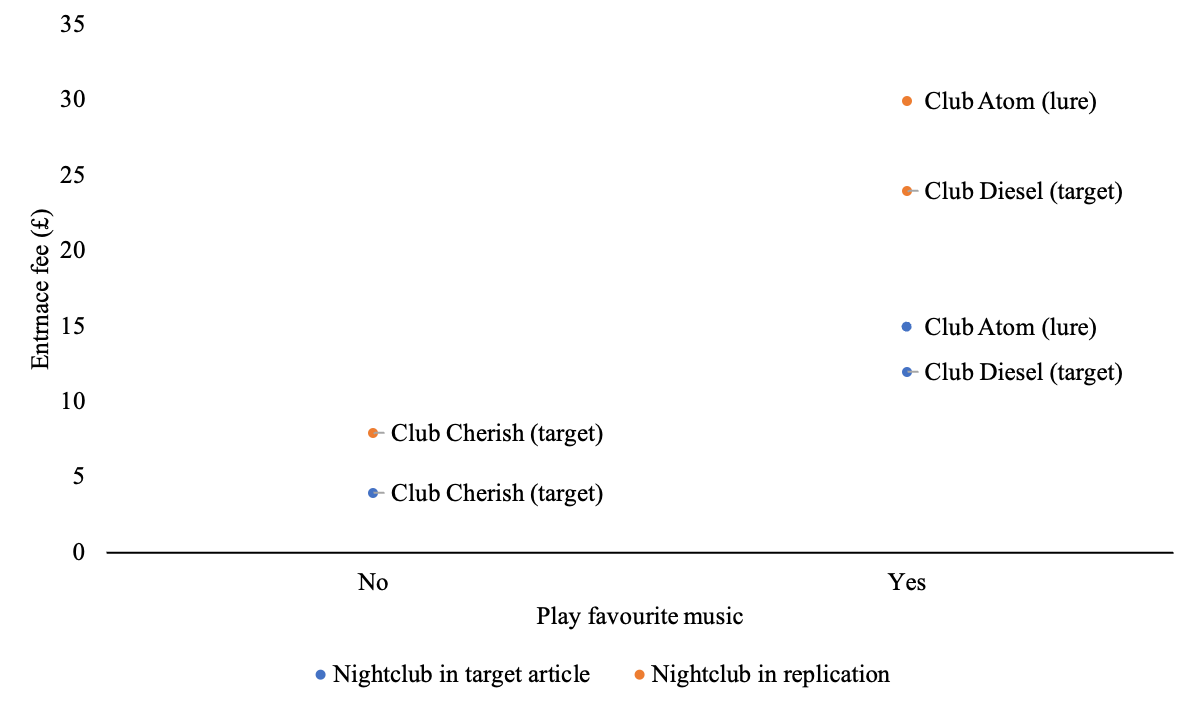 35
30
Club Atom (lure)
25
Club Diesel (target)
Entrnace fee (£)
20
15
Club Atom (lure)
Club Diesel (target)
10
Club Cherish (target)
5
Club Cherish (target)
0
No
Yes
Play favourite music
Nightclub in target article
Nightclub in replication